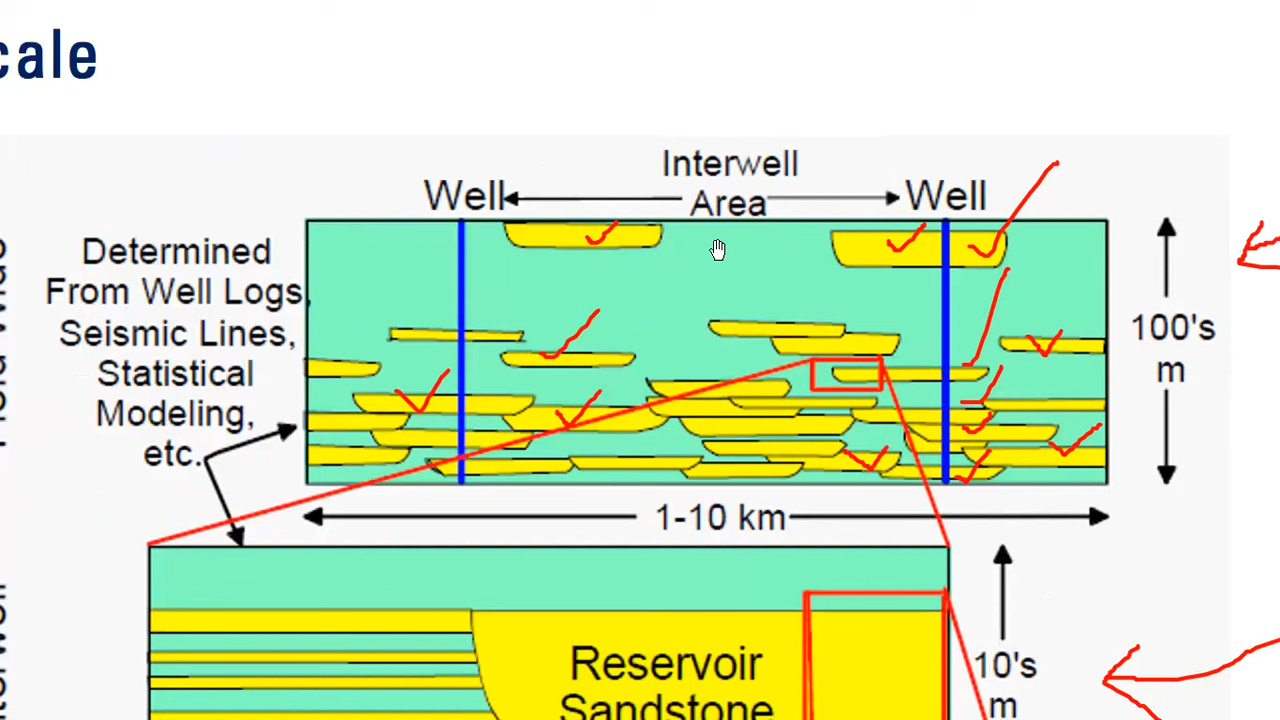 cale
Interwell
Area
Well
Well
Determined
From Well Logs,
Seismic Lines,
Statistical
Modeling,
etc.
100's
m
1-10 km
Reservoir
Sandstone
10's
m